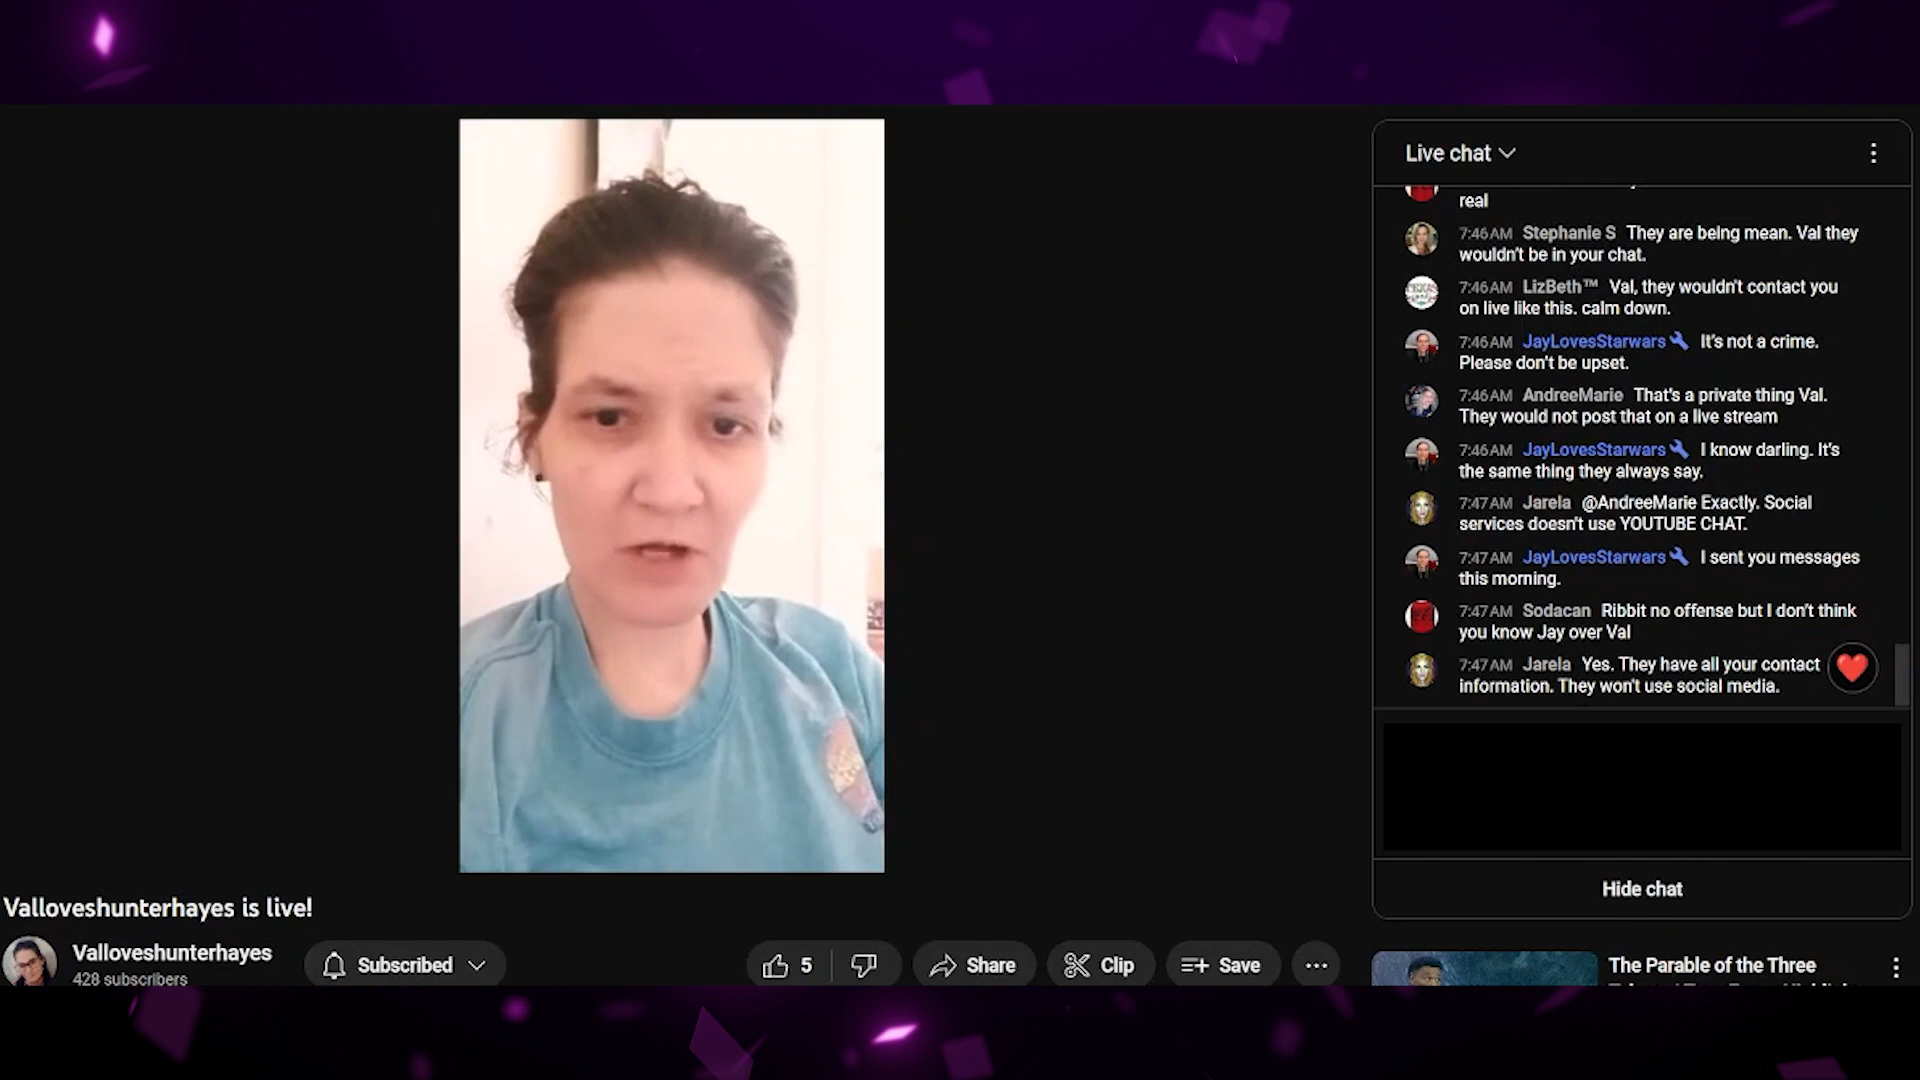 Live chat
real
7:46 AM Stephanie S They are being mean. Val they
wouldn't be in your chat.
7:46 AM LizBeth™ Val, they wouldn't contact you
on live like this. calm down.
7:46 AM JayLovesStarwars It's not a crime.
Please don't be upset.
7:46 AM AndreeMarie That's a private thing Val.
They would not post that on a live stream
7:46 AM JayLovesStarwars I know darling. It's
the same thing they always say.
7:47 AM Jarela @AndreeMarie Exactly. Social
services doesn't use YOUTUBE CHAT.
7:47 AM JayLovesStarwars I sent you messages
this morning.
7:47 AM Sodacan Ribbit no offense but I don't think
you know Jay over Val
7:47 AM Jarela Yes. They have all your contact
information. They won't use social media.
Hide chat
Valloveshunterhayes is live!
Valloveshunterhayes
428 subscribers
Subscribed
5
Share
Clip
Save
The Parable of the Three